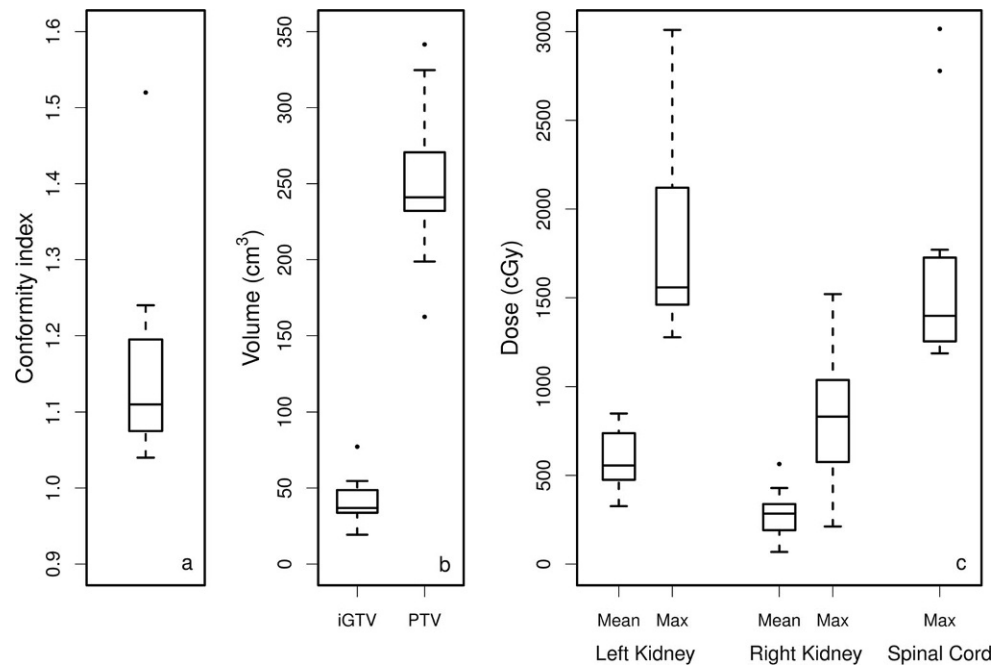 Conformity index
1.6
1.5
1.4
1.3
1.2
1.1
1.0
0.9
a
Volume (cm³)
350
300
250
200
150
100
50
0
b
iGTV PTV
Dose (cGy)
3000
2500
2000
1500
1000
500
0
c
Mean Max Mean Max Max
Left Kidney Right Kidney Spinal Cord